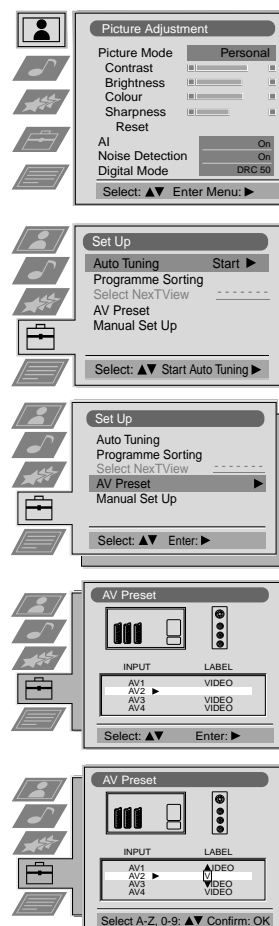 Picture Adjustment
Picture Mode Personal
Contrast
Brightness
Colour
Sharpness
Reset
AI On
Noise Detection On
Digital Mode DRC 50
Select: ▲▼ Enter Menu: ▶
Set Up
Auto Tuning Start ▶
Programme Sorting
Select NexTView - - - - - - -
AV Preset
Manual Set Up
Select: ▲▼ Start Auto Tuning ▶
Set Up
Auto Tuning
Programme Sorting
Select NexTView - - - - - - -
AV Preset ▶
Manual Set Up
Select: ▲▼ Enter: ▶
AV Preset
INPUT LABEL
AV1 VIDEO
AV2 ▶
AV3 VIDEO
AV4 VIDEO
Select: ▲▼ Enter: ▶
AV Preset
INPUT LABEL
AV1 ▲IDEO
AV2 ▶ V
AV3 ▼IDEO
AV4 VIDEO
Select A-Z, 0-9: ▲▼ Confirm: OK